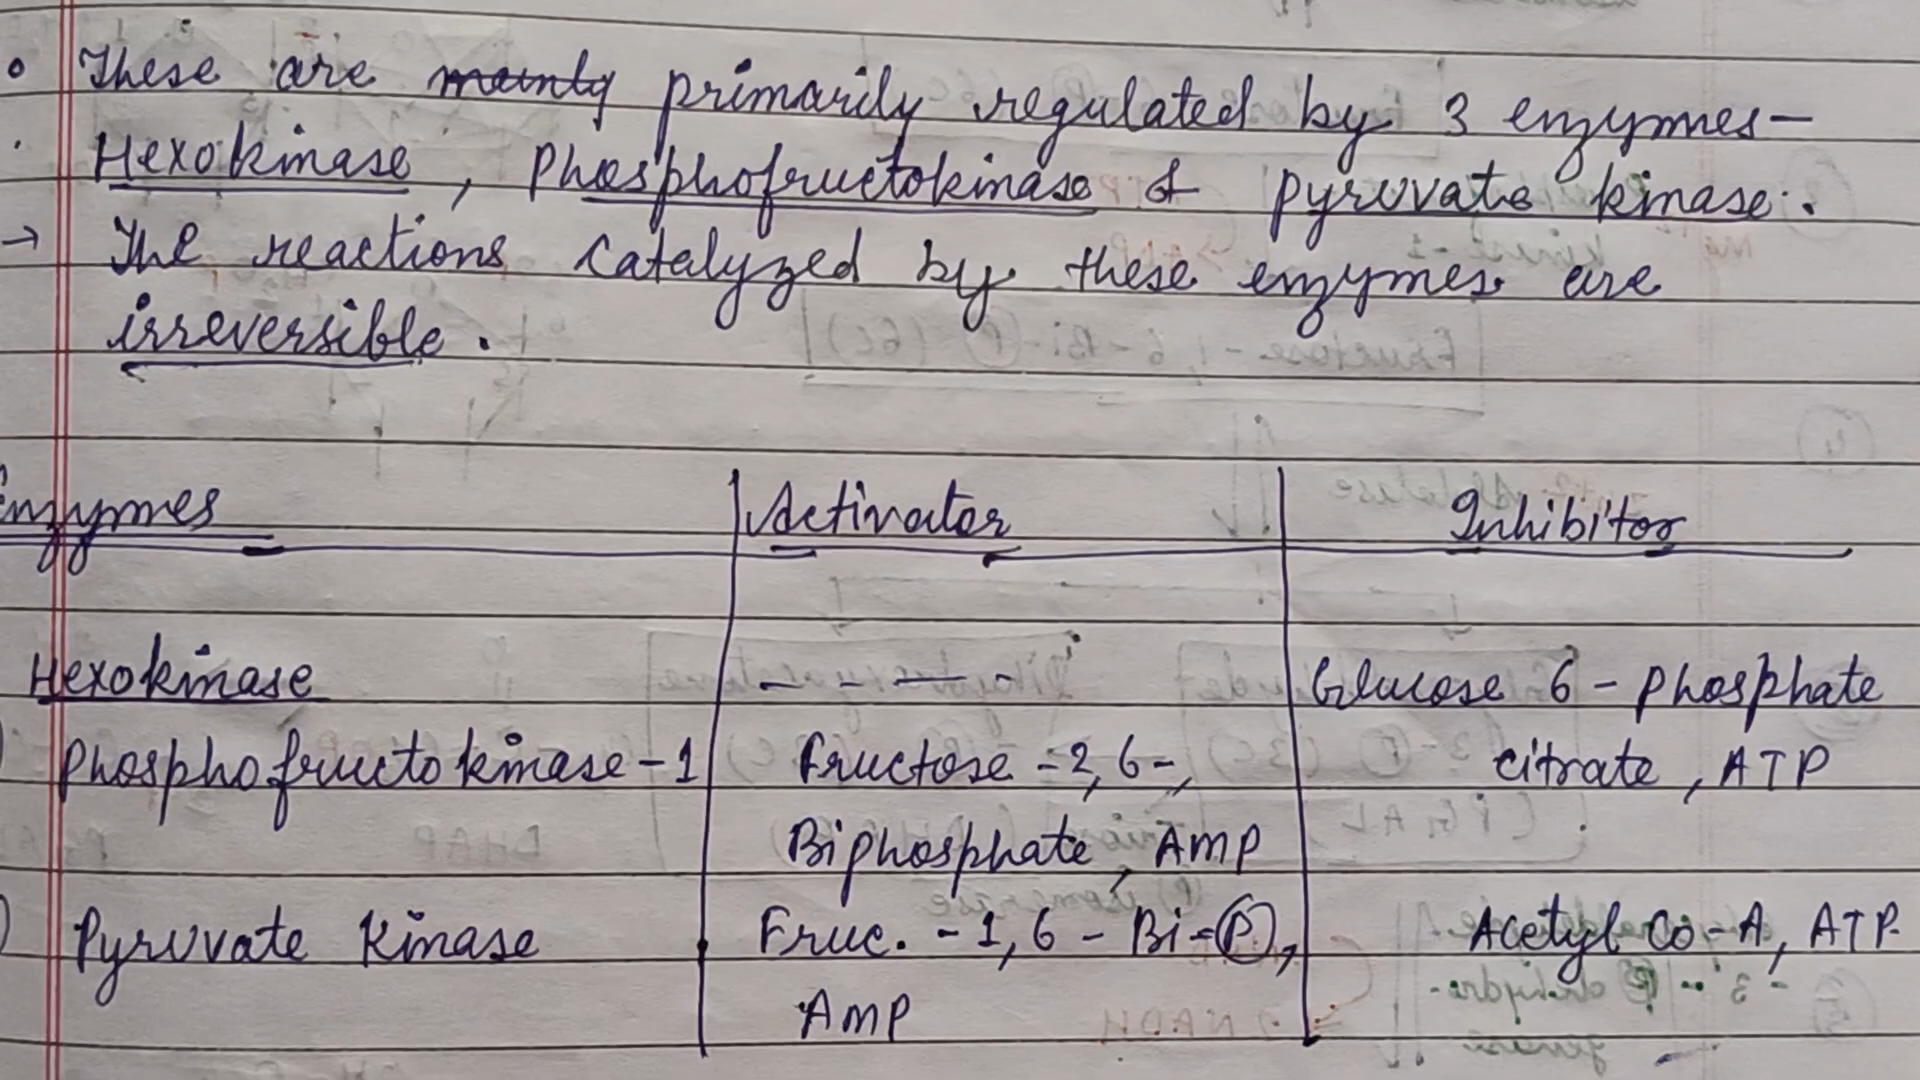 • These are mainly primarily regulated by 3 enzymes-
Hexokinase, Phosphofructokinase & pyruvate kinase.
→ The reactions catalyzed by these enzymes are
irreversible.
Enzymes Activator Inhibitor
Hexokinase - - - - Glucose 6 - phosphate
Phosphofructokinase-1 Fructose -2,6-, citrate, ATP
Biphosphate, AMP
Pyruvate Kinase Fruc. -1,6 - Bi-Ⓟ, Acetyl Co-A, ATP
AMP